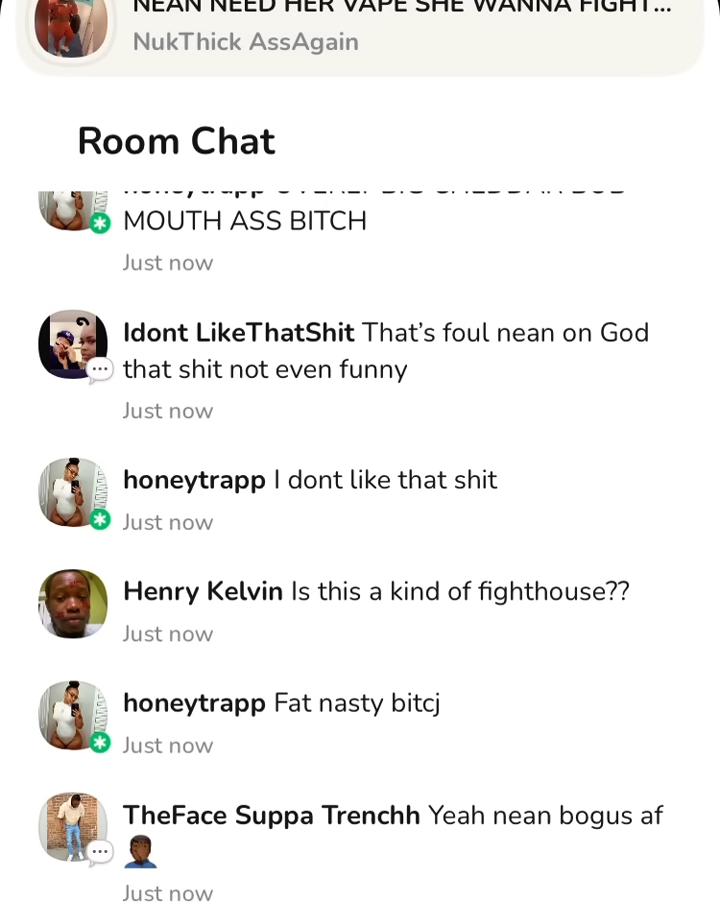 NEAN NEED HER VAPE SHE WANNA FIGHT...
NukThick AssAgain
Room Chat
honeytrapp
MOUTH ASS BITCH
Just now
Idont LikeThatShit That’s foul nean on God
that shit not even funny
Just now
honeytrapp I dont like that shit
Just now
Henry Kelvin Is this a kind of fighthouse??
Just now
honeytrapp Fat nasty bitcj
Just now
TheFace Suppa Trenchh Yeah nean bogus af
🤦🏾‍♂️
Just now